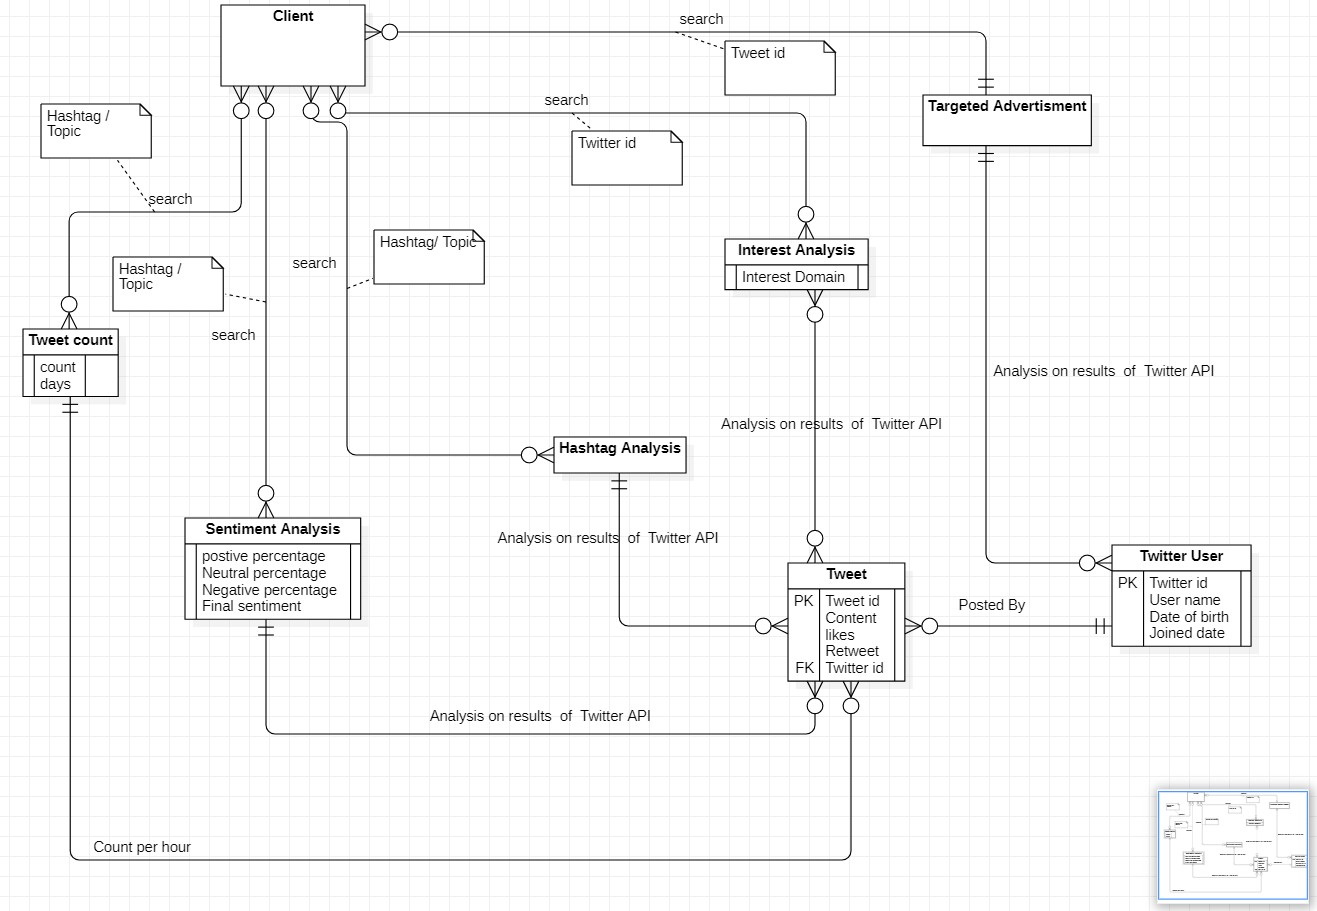 Client
search
Tweet id
Targeted Advertisment
Hashtag /
Topic
search
Twitter id
search
Hashtag/ Topic
search
Interest Analysis
Interest Domain
Hashtag /
Topic
search
Tweet count
count
days
Analysis on results of Twitter API
Analysis on results of Twitter API
Hashtag Analysis
Sentiment Analysis
postive percentage
Neutral percentage
Negative percentage
Final sentiment
Analysis on results of Twitter API
Tweet
PK Tweet id
Content
likes
Retweet
FK Twitter id
Posted By
Twitter User
PK Twitter id
User name
Date of birth
Joined date
Analysis on results of Twitter API
Count per hour